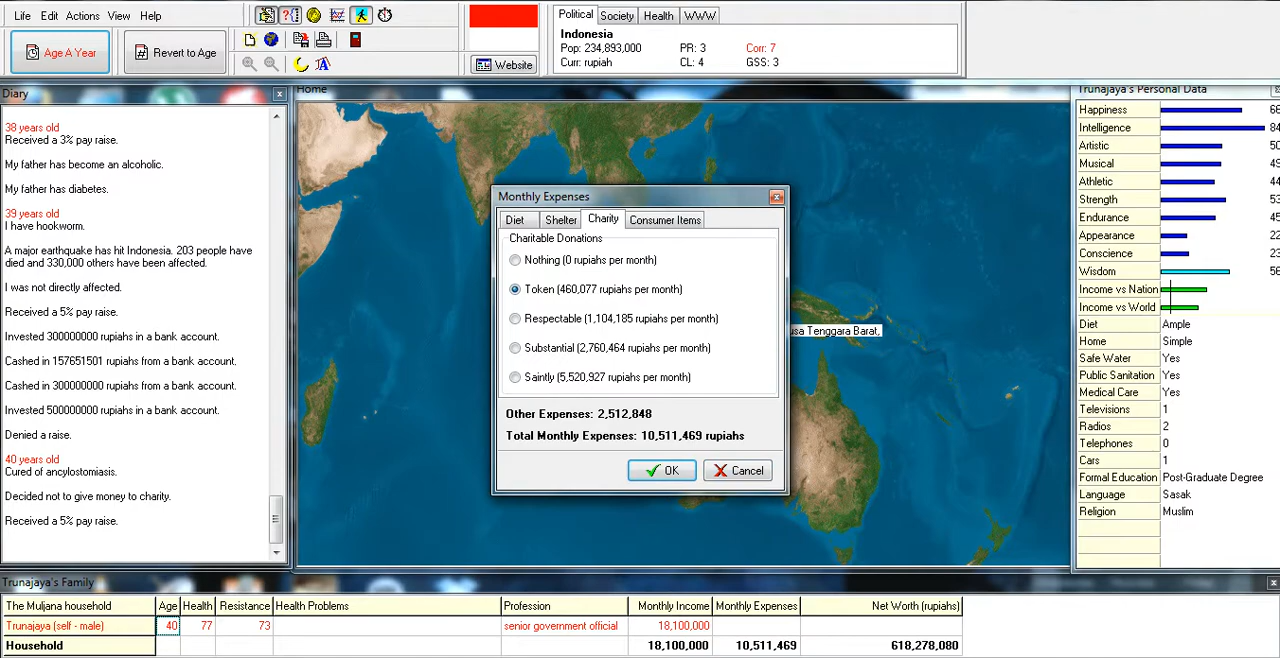 Life Edit Actions View Help
Age A Year
Revert to Age
Website
Political Society Health WWW
Indonesia
Pop: 234,893,000 PR: 3 Corr: 7
Curr: rupiah CL: 4 GSS: 3
Diary
38 years old
Received a 3% pay raise.
My father has become an alcoholic.
My father has diabetes.
39 years old
I have hookworm.
A major earthquake has hit Indonesia. 203 people have
died and 330,000 others have been affected.
I was not directly affected.
Received a 5% pay raise.
Invested 300000000 rupiahs in a bank account.
Cashed in 157651501 rupiahs from a bank account.
Cashed in 300000000 rupiahs from a bank account.
Invested 500000000 rupiahs in a bank account.
Denied a raise.
40 years old
Cured of ancylostomiasis.
Decided not to give money to charity.
Received a 5% pay raise.
Home
usa Tenggara Barat,
Monthly Expenses
Diet Shelter Charity Consumer Items
Charitable Donations
Nothing (0 rupiahs per month)
Token (460,077 rupiahs per month)
Respectable (1,104,185 rupiahs per month)
Substantial (2,760,464 rupiahs per month)
Saintly (5,520,927 rupiahs per month)
Other Expenses: 2,512,848
Total Monthly Expenses: 10,511,469 rupiahs
OK Cancel
Trunajaya's Personal Data
Happiness 66
Intelligence 84
Artistic 50
Musical 49
Athletic 44
Strength 53
Endurance 45
Appearance 22
Conscience 23
Wisdom 56
Income vs Nation
Income vs World
Diet Ample
Home Simple
Safe Water Yes
Public Sanitation Yes
Medical Care Yes
Televisions 1
Radios 2
Telephones 0
Cars 1
Formal Education Post-Graduate Degree
Language Sasak
Religion Muslim
Trunajaya's Family
The Muljana household Age Health Resistance Health Problems Profession Monthly Income Monthly Expenses Net Worth (rupiahs)
Trunajaya (self - male) 40 77 73 senior government official 18,100,000
Household 18,100,000 10,511,469 618,278,080